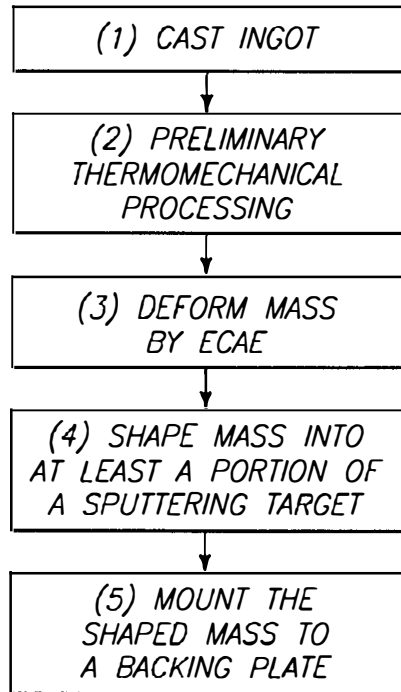 (1) CAST INGOT
(2) PRELIMINARY
THERMOMECHANICAL
PROCESSING
(3) DEFORM MASS
BY ECAE
(4) SHAPE MASS INTO
AT LEAST A PORTION OF
A SPUTTERING TARGET
(5) MOUNT THE
SHAPED MASS TO
A BACKING PLATE